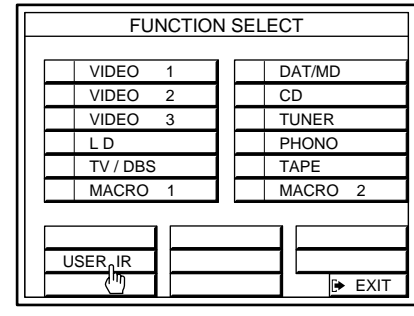 FUNCTION SELECT
VIDEO 1
VIDEO 2
VIDEO 3
L D
TV / DBS
MACRO 1
DAT/MD
CD
TUNER
PHONO
TAPE
MACRO 2
USER IR
EXIT